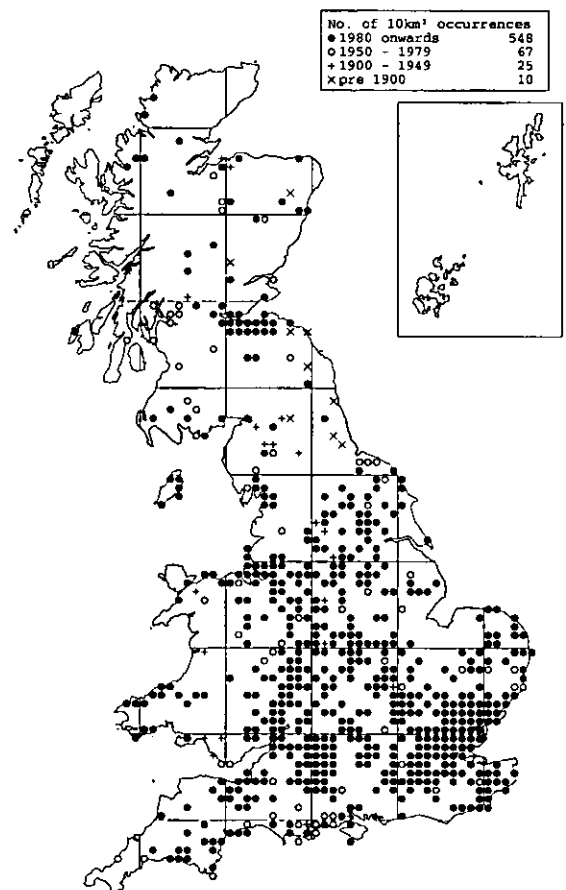 No. of 10km² occurrences
● 1980 onwards 548
○ 1950 - 1979 67
+ 1900 - 1949 25
× pre 1900 10